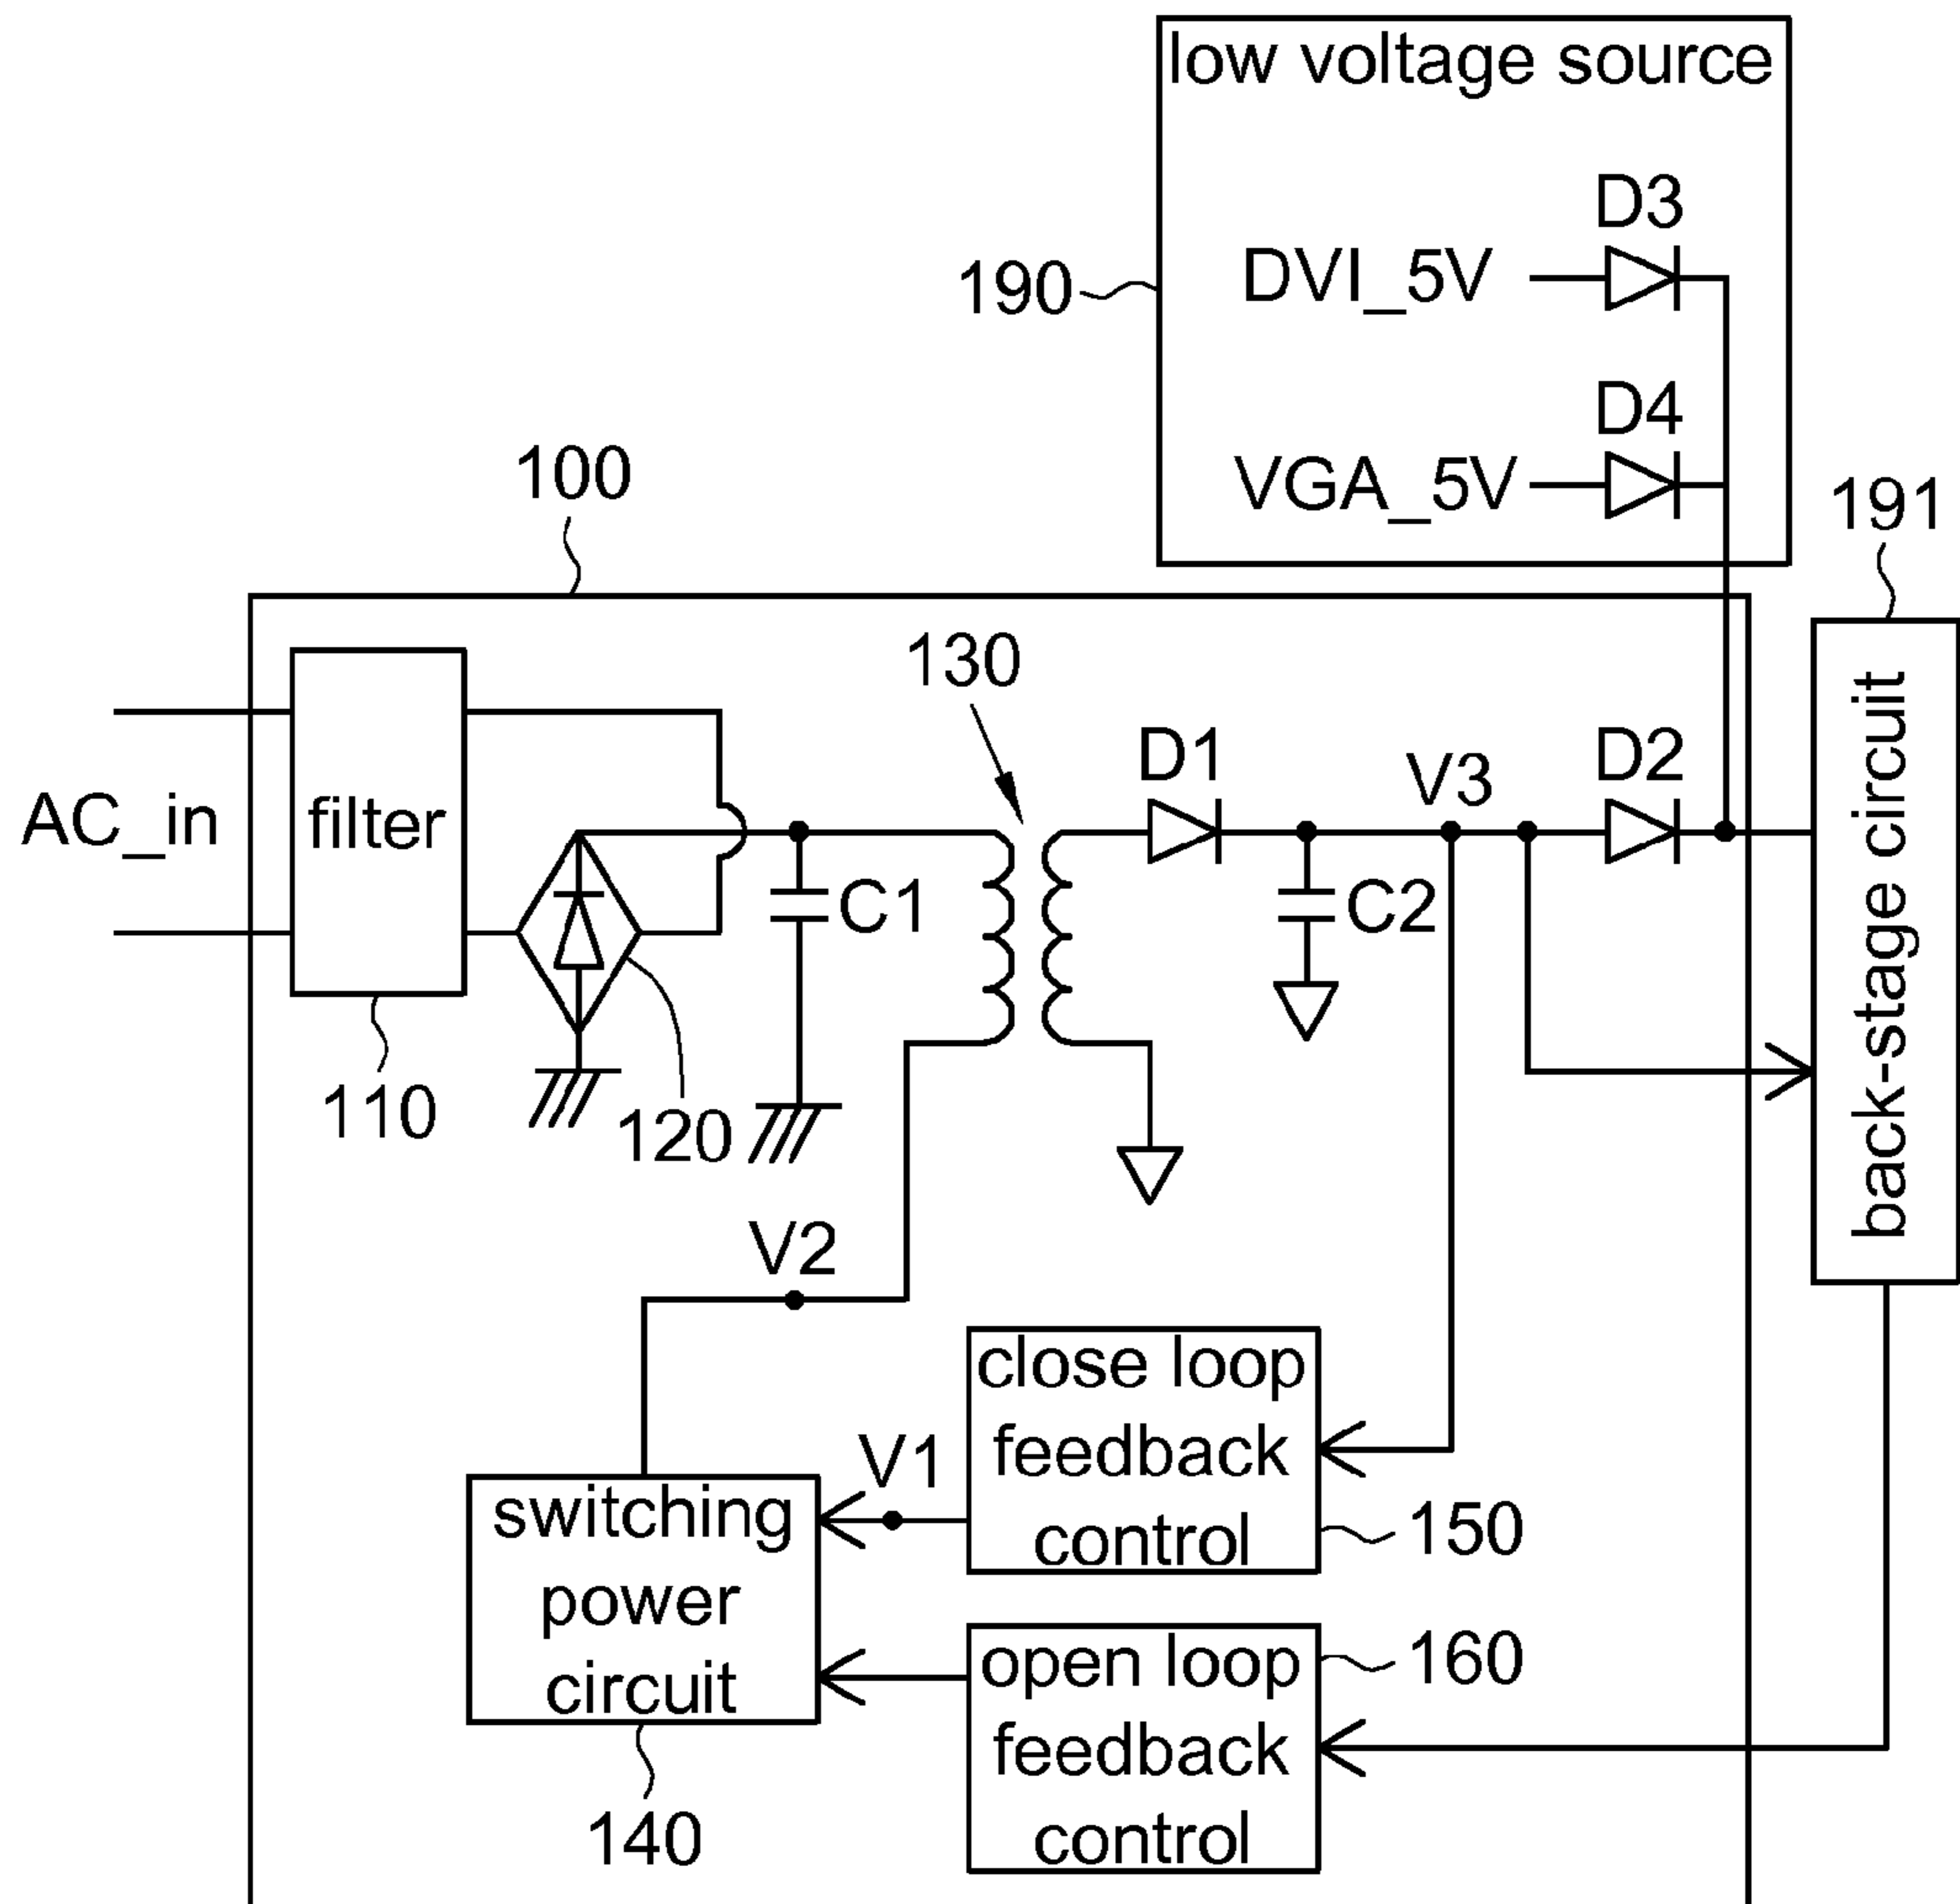 low voltage source
D3
DVI_5V
190
D4
VGA_5V
100
191
130
D1
V3
D2
AC_in
filter
C1
C2
back-stage circuit
110
120
V2
close loop
feedback
control
V1
150
switching
power
circuit
open loop
feedback
control
160
140